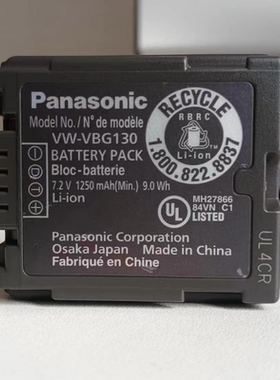 Panasonic
Model No./N° de modèle
VW-VBG130
BATTERY PACK
Bloc-batterie
7.2 V 1250 mAh(Min.) 9.0 Wh
Li-ion
RECYCLE
RBRC
Li-ion
1.800.822.8837
UL
LISTED
MH27866
84VN C1
Panasonic Corporation
Osaka Japan Made in China
Fabriqué en Chine
UL4CR